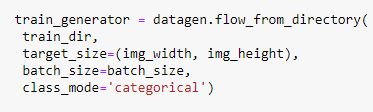 train_generator = datagen.flow_from_directory(
train_dir,
target_size=(img_width, img_height),
batch_size=batch_size,
class_mode='categorical')